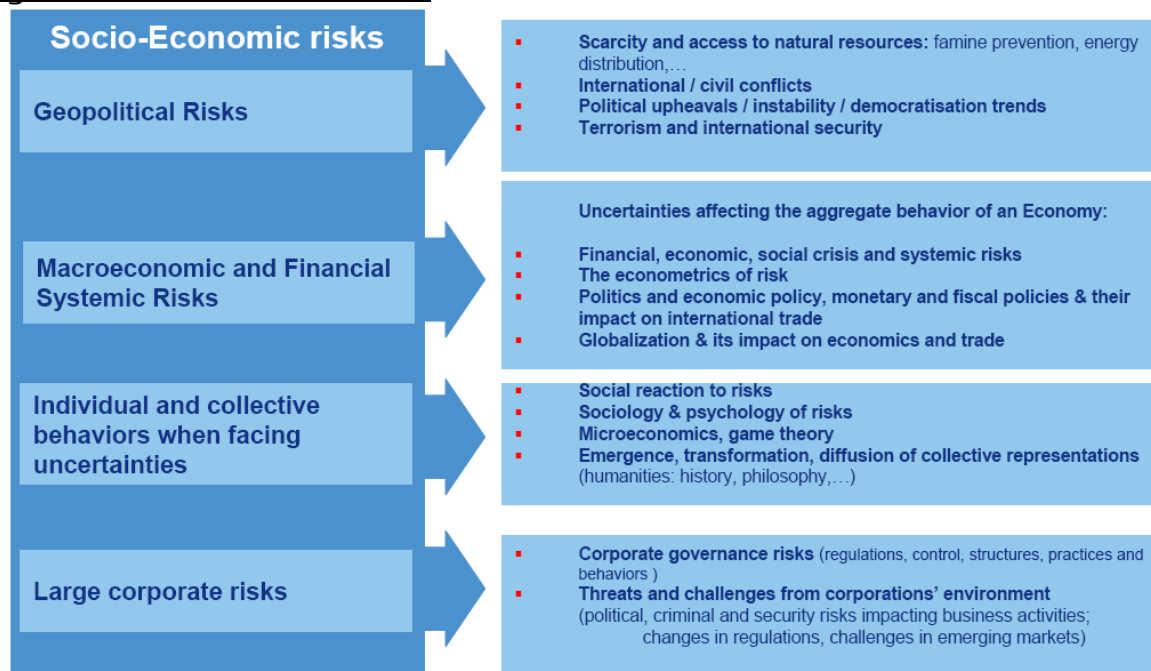 Socio-Economic risks
Geopolitical Risks
▪ Scarcity and access to natural resources: famine prevention, energy
distribution,…
▪ International / civil conflicts
▪ Political upheavals / instability / democratisation trends
▪ Terrorism and international security
Macroeconomic and Financial
Systemic Risks
Uncertainties affecting the aggregate behavior of an Economy:
▪ Financial, economic, social crisis and systemic risks
▪ The econometrics of risk
▪ Politics and economic policy, monetary and fiscal policies & their
impact on international trade
▪ Globalization & its impact on economics and trade
Individual and collective
behaviors when facing
uncertainties
▪ Social reaction to risks
▪ Sociology & psychology of risks
▪ Microeconomics, game theory
▪ Emergence, transformation, diffusion of collective representations
(humanities: history, philosophy,…)
Large corporate risks
▪ Corporate governance risks (regulations, control, structures, practices and
behaviors )
▪ Threats and challenges from corporations' environment
(political, criminal and security risks impacting business activities;
changes in regulations, challenges in emerging markets)